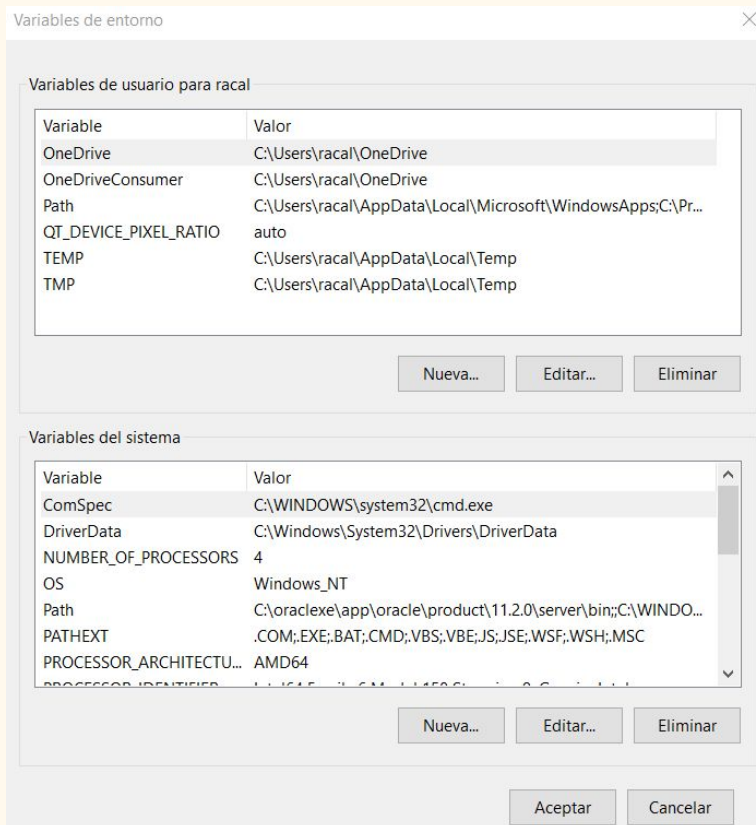 Variables de entorno
Variables de usuario para racal
Variable Valor
OneDrive C:\Users\racal\OneDrive
OneDriveConsumer C:\Users\racal\OneDrive
Path C:\Users\racal\AppData\Local\Microsoft\WindowsApps;C:\Pr...
QT_DEVICE_PIXEL_RATIO auto
TEMP C:\Users\racal\AppData\Local\Temp
TMP C:\Users\racal\AppData\Local\Temp
Nueva... Editar... Eliminar
Variables del sistema
Variable Valor
ComSpec C:\WINDOWS\system32\cmd.exe
DriverData C:\Windows\System32\Drivers\DriverData
NUMBER_OF_PROCESSORS 4
OS Windows_NT
Path C:\oraclexe\app\oracle\product\11.2.0\server\bin;;C:\WINDO...
PATHEXT .COM;.EXE;.BAT;.CMD;.VBS;.VBE;.JS;.JSE;.WSF;.WSH;.MSC
PROCESSOR_ARCHITECTU... AMD64
Nueva... Editar... Eliminar
Aceptar Cancelar